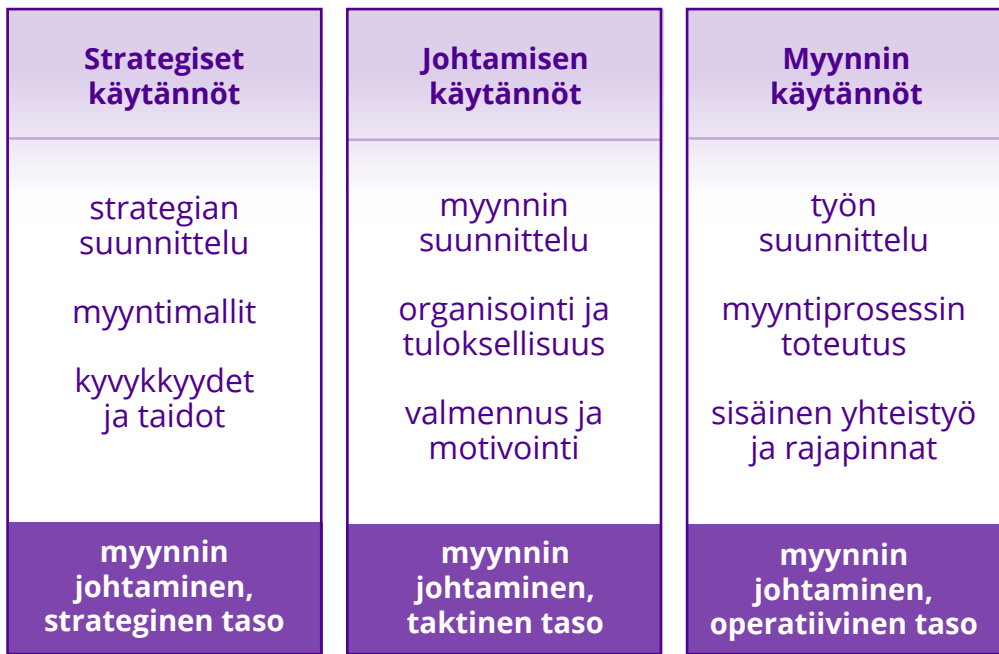 Strategiset
käytännöt
strategian
suunnittelu
myyntimallit
kyvykkyydet
ja taidot
myynnin
johtaminen,
strateginen taso
Johtamisen
käytännöt
myynnin
suunnittelu
organisointi ja
tuloksellisuus
valmennus ja
motivointi
myynnin
johtaminen,
taktinen taso
Myynnin
käytännöt
työn
suunnittelu
myyntiprosessin
toteutus
sisäinen yhteistyö
ja rajapinnat
myynnin
johtaminen,
operatiivinen taso